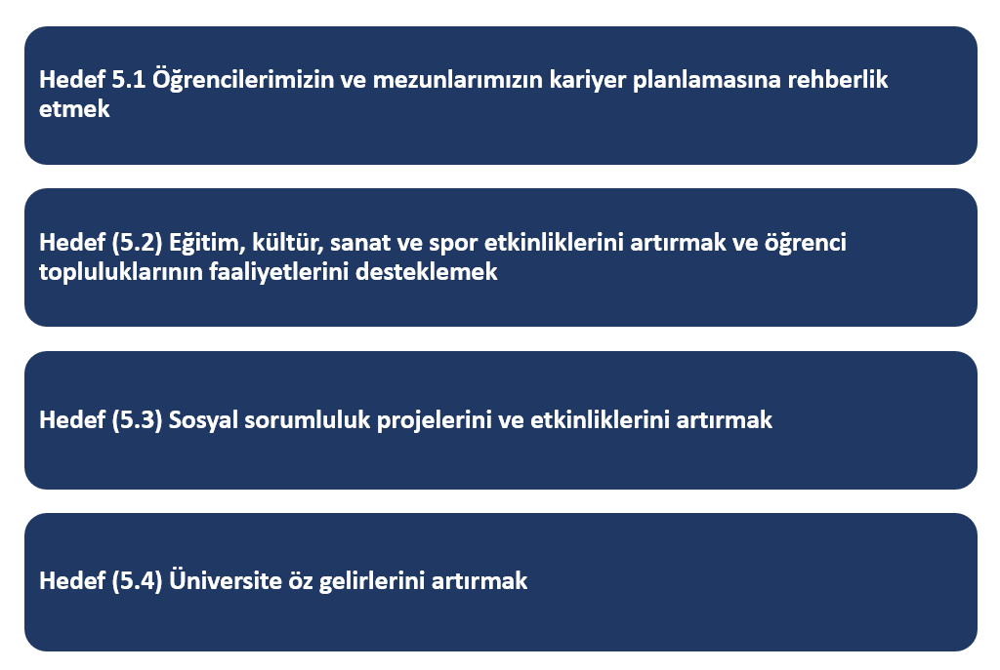 Hedef 5.1 Öğrencilerimizin ve mezunlarımızın kariyer planlamasına rehberlik
etmek
Hedef (5.2) Eğitim, kültür, sanat ve spor etkinliklerini artırmak ve öğrenci
topluluklarının faaliyetlerini desteklemek
Hedef (5.3) Sosyal sorumluluk projelerini ve etkinliklerini artırmak
Hedef (5.4) Üniversite öz gelirlerini artırmak